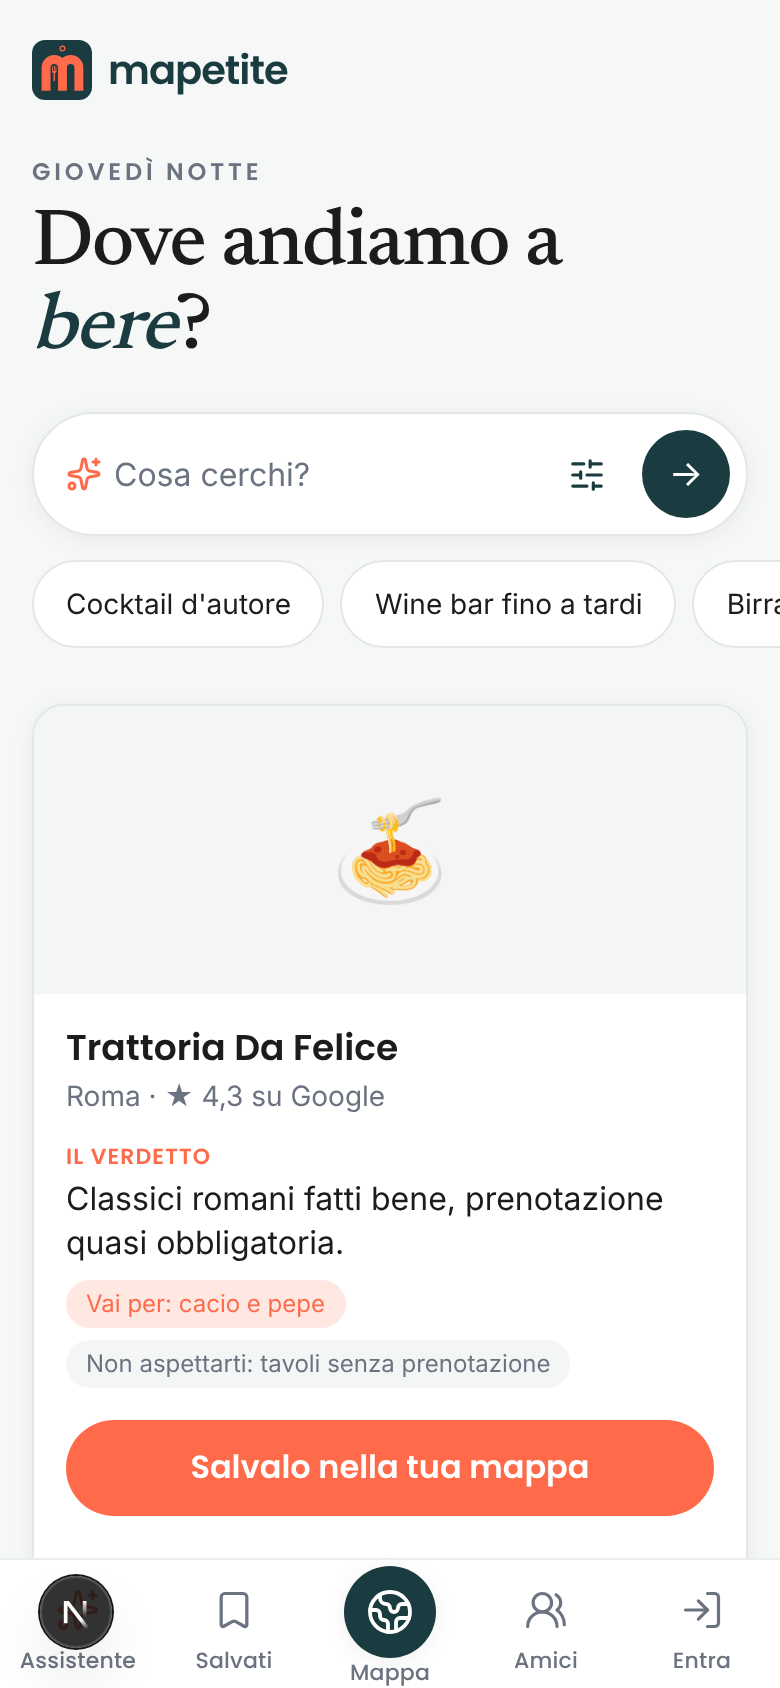 mapetite
GIOVEDÌ NOTTE
Dove andiamo a
bere?
Cosa cerchi?
Cocktail d'autore
Wine bar fino a tardi
Birra
Trattoria Da Felice
Roma · ★ 4,3 su Google
IL VERDETTO
Classici romani fatti bene, prenotazione
quasi obbligatoria.
Vai per: cacio e pepe
Non aspettarti: tavoli senza prenotazione
Salvalo nella tua mappa
N
Assistente
Salvati
Mappa
Amici
Entra